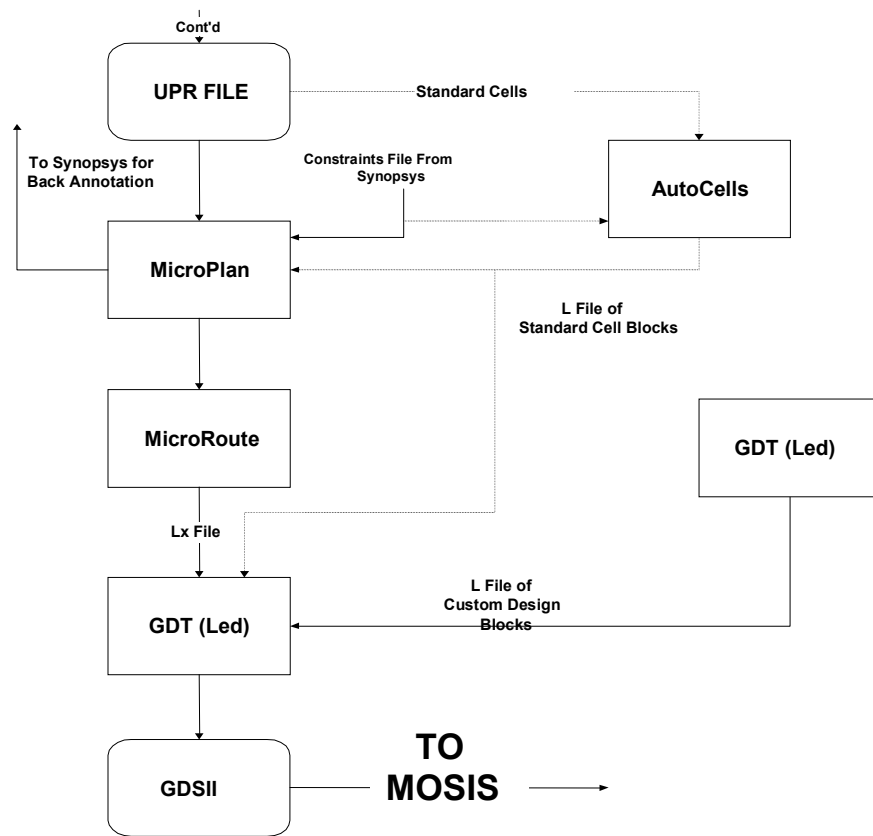 Cont'd
UPR FILE
Standard Cells
To Synopsys for
Back Annotation
Constraints File From
Synopsys
AutoCells
MicroPlan
L File of
Standard Cell Blocks
MicroRoute
GDT (Led)
Lx File
L File of
Custom Design
Blocks
GDT (Led)
TO
MOSIS
GDSII